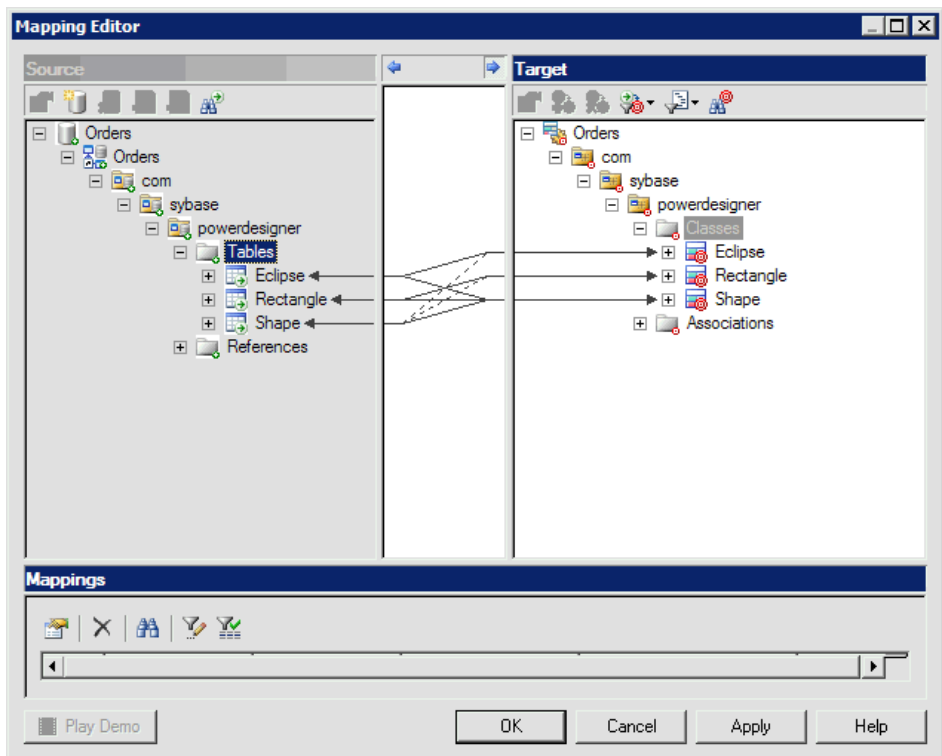 Mapping Editor
Source
Target
Orders
Orders
com
sybase
powerdesigner
Tables
Eclipse
Rectangle
Shape
References
Orders
com
sybase
powerdesigner
Classes
Eclipse
Rectangle
Shape
Associations
Mappings
Play Demo
OK
Cancel
Apply
Help